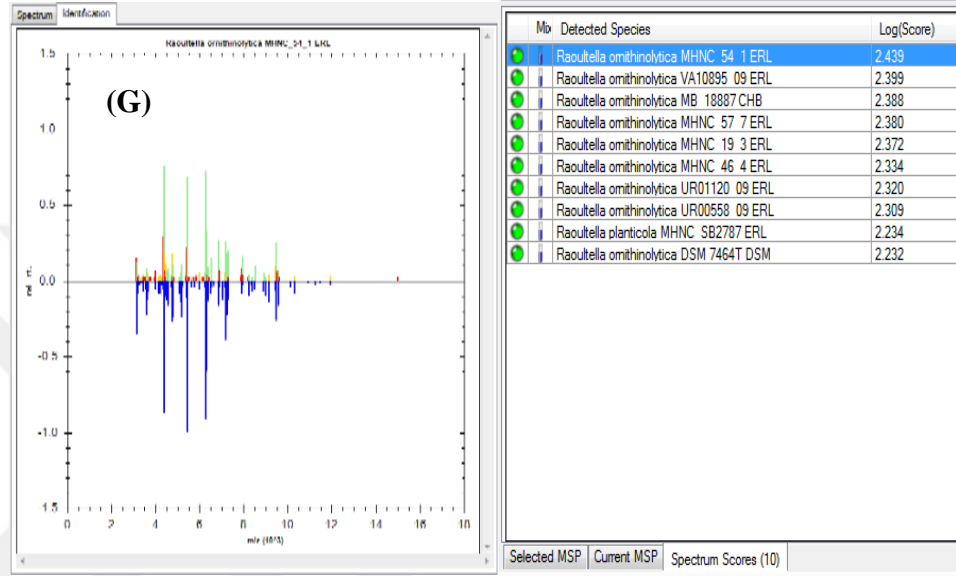 Spectrum Identification
Raoultella ornithinolytica MHNC_54_1 ERL
(G)
1.5
1.0
0.5
0.0
-0.5
-1.0
1.5
0 2 4 6 8 10 12 14 16 18
m/z (10^3)
Mix Detected Species Log(Score)
Raoultella ornithinolytica MHNC 54 1 ERL 2.439
Raoultella ornithinolytica VA10895 09 ERL 2.399
Raoultella ornithinolytica MB 18887 CHB 2.388
Raoultella ornithinolytica MHNC 57 7 ERL 2.380
Raoultella ornithinolytica MHNC 19 3 ERL 2.372
Raoultella ornithinolytica MHNC 46 4 ERL 2.334
Raoultella ornithinolytica UR01120 09 ERL 2.320
Raoultella ornithinolytica UR00558 09 ERL 2.309
Raoultella planticola MHNC SB2787 ERL 2.234
Raoultella ornithinolytica DSM 7464T DSM 2.232
Selected MSP Current MSP Spectrum Scores (10)